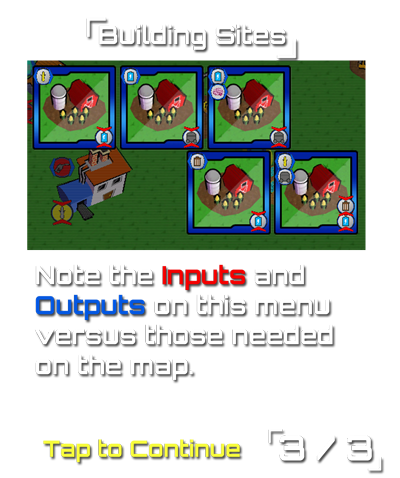 Building Sites
Note the Inputs and
Outputs on this menu
versus those needed
on the map.
Tap to Continue
3 / 3